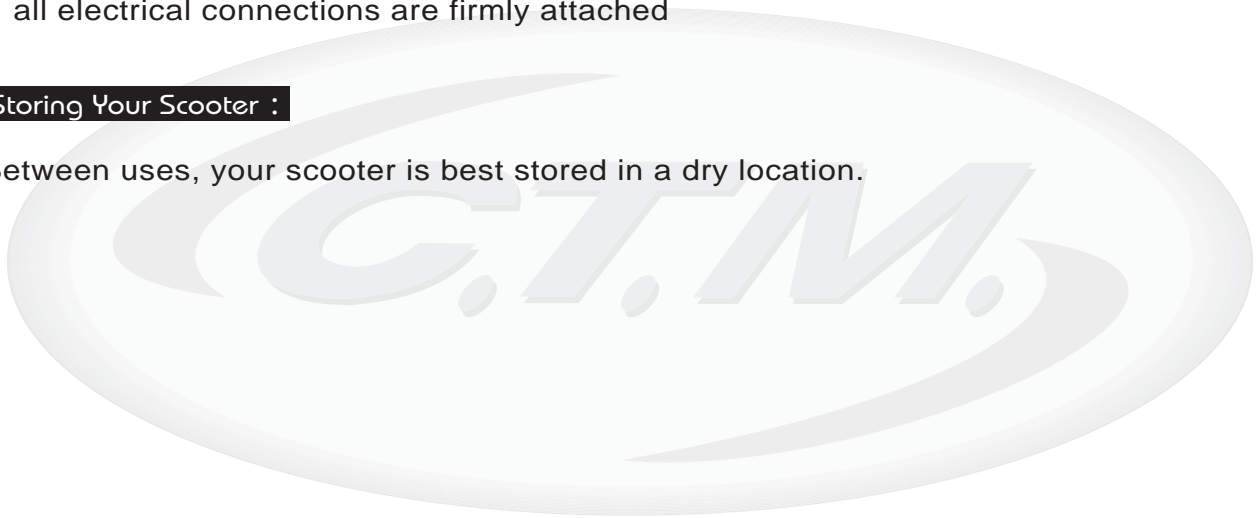 all electrical connections are firmly attached
Storing Your Scooter :
Between uses, your scooter is best stored in a dry location.
C.T.M.